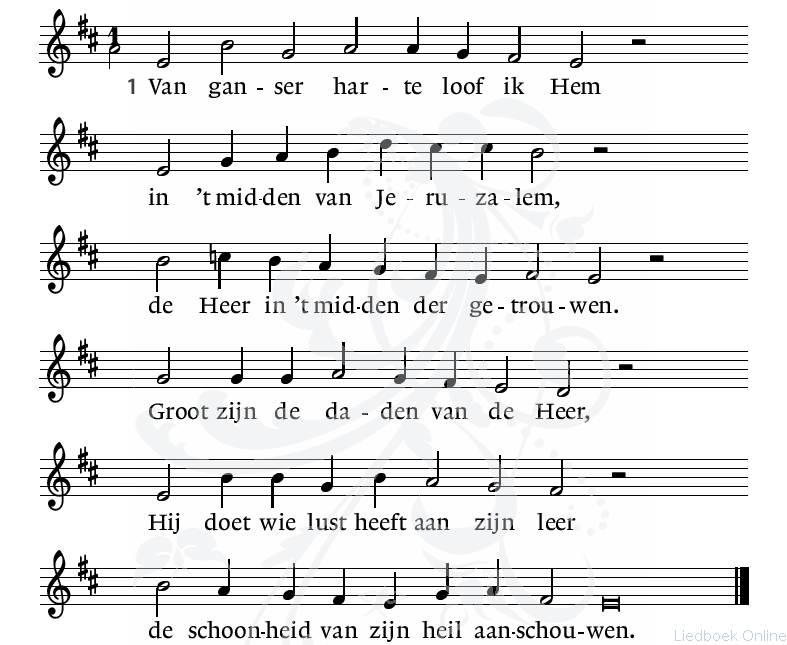 1
1 Van gan - ser har - te loof ik Hem
in 't mid-den van Je - ru - za - lem,
de Heer in 't mid-den der ge - trou - wen.
Groot zijn de da - den van de Heer,
Hij doet wie lust heeft aan zijn leer
de schoon-heid van zijn heil aan-schou-wen.
Liedboek Online